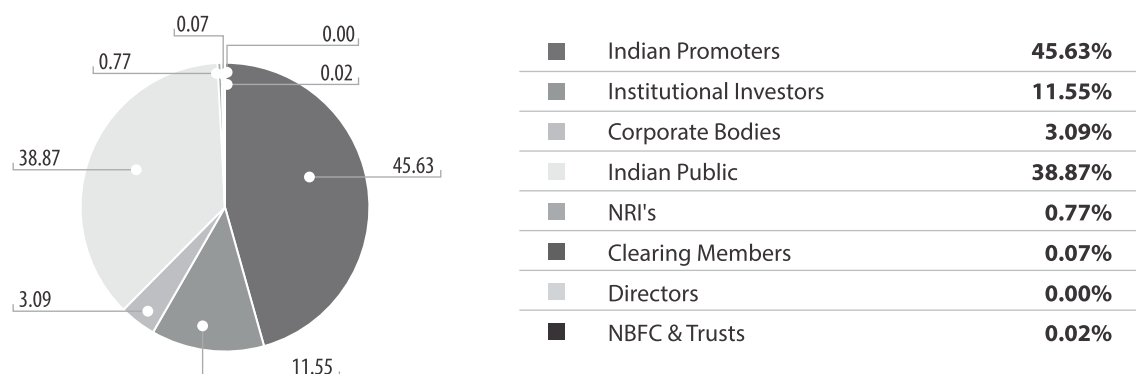 0.07
0.00
0.77
0.02
38.87
45.63
3.09
11.55
Indian Promoters 45.63%
Institutional Investors 11.55%
Corporate Bodies 3.09%
Indian Public 38.87%
NRI's 0.77%
Clearing Members 0.07%
Directors 0.00%
NBFC & Trusts 0.02%